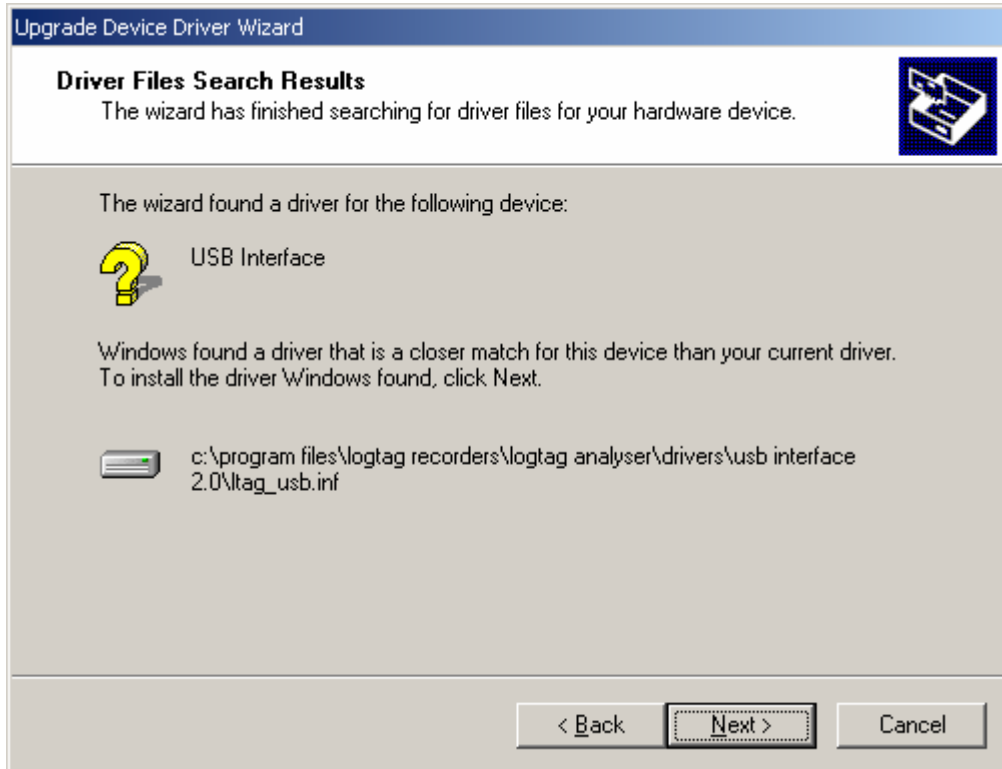 Upgrade Device Driver Wizard
Driver Files Search Results
The wizard has finished searching for driver files for your hardware device.
The wizard found a driver for the following device:
USB Interface
Windows found a driver that is a closer match for this device than your current driver.
To install the driver Windows found, click Next.
c:\program files\logtag recorders\logtag analyser\drivers\usb interface
2.0\ltag_usb.inf
< Back
Next >
Cancel